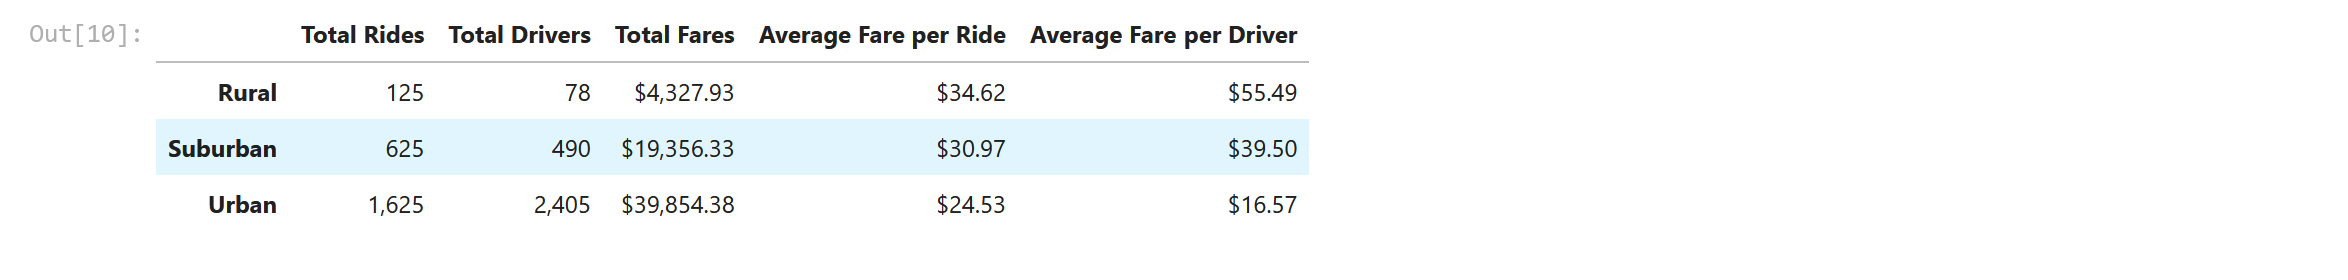 Out[10]: Total Rides Total Drivers Total Fares Average Fare per Ride Average Fare per Driver
Rural 125 78 $4,327.93 $34.62 $55.49
Suburban 625 490 $19,356.33 $30.97 $39.50
Urban 1,625 2,405 $39,854.38 $24.53 $16.57